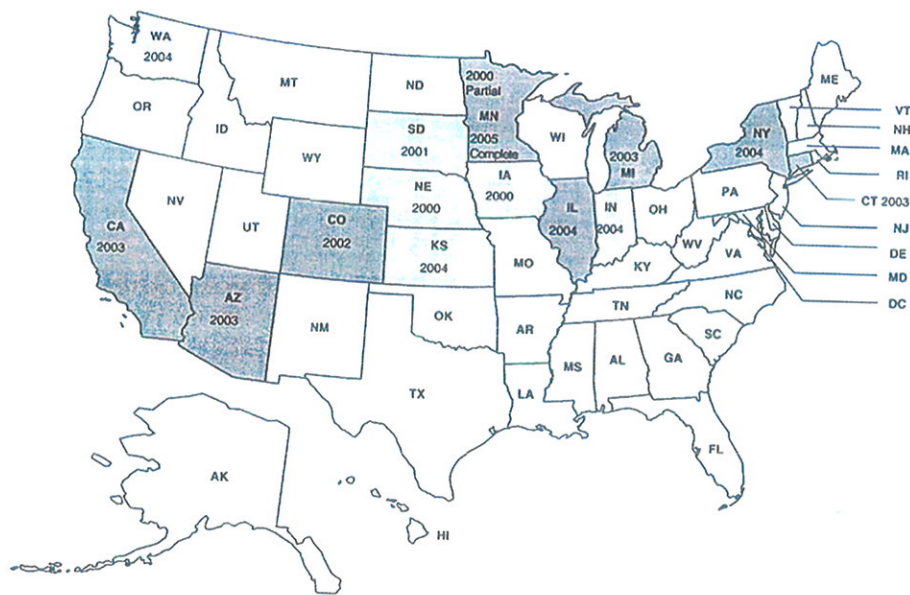 WA
2004
MT
ND
2000
Partial
MN
2005
Complete
ME
VT
NH
MA
RI
CT 2003
NJ
DE
MD
DC
OR
ID
WY
SD
2001
WI
2003
MI
NY
2004
NV
UT
CO
2002
NE
2000
IA
2000
IL
2004
IN
2004
OH
PA
CA
2003
KS
2004
MO
KY
WV
VA
AZ
2003
NM
OK
AR
TN
NC
SC
TX
LA
MS
AL
GA
FL
AK
HI